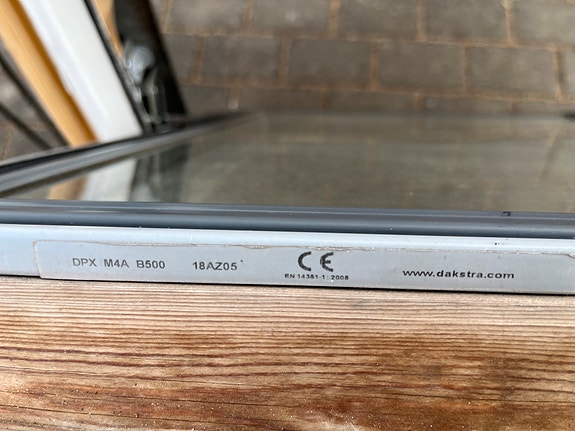 DPX M4A B500 18AZ05 CE www.dakstra.com
EN 14351-1: 2006